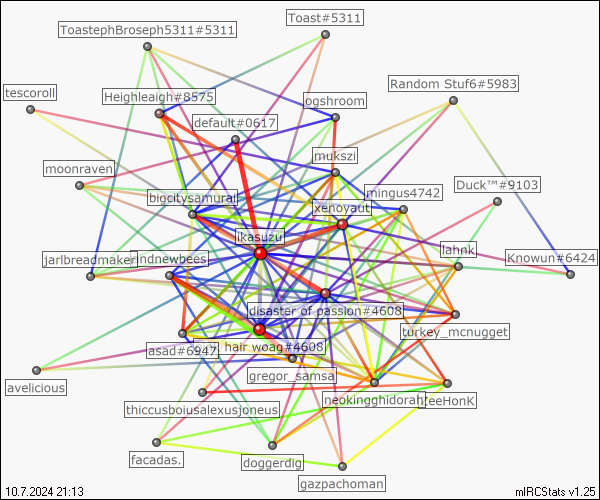 Toast#5311
ToastephBroseph5311#5311
Random Stuf6#5983
tescoroll
Heighleaigh#8575
ogshroom
default#0617
mukszi
moonraven
Duck™#9103
bigcitysamurai
mingus4742
xenoyaut
ikasuzu
lahnk
jarlbreadmaker
indnewbees
Knowun#6424
disaster of passion#4608
turkey_mcnugget
hair woag#4608
asad#6947
gregor_samsa
avelicious
neokingghidorah
thiccusboiusalexusjoneus
facadas.
doggerdig
gazpachoman
10.7.2024 21:13
mIRCStats v1.25